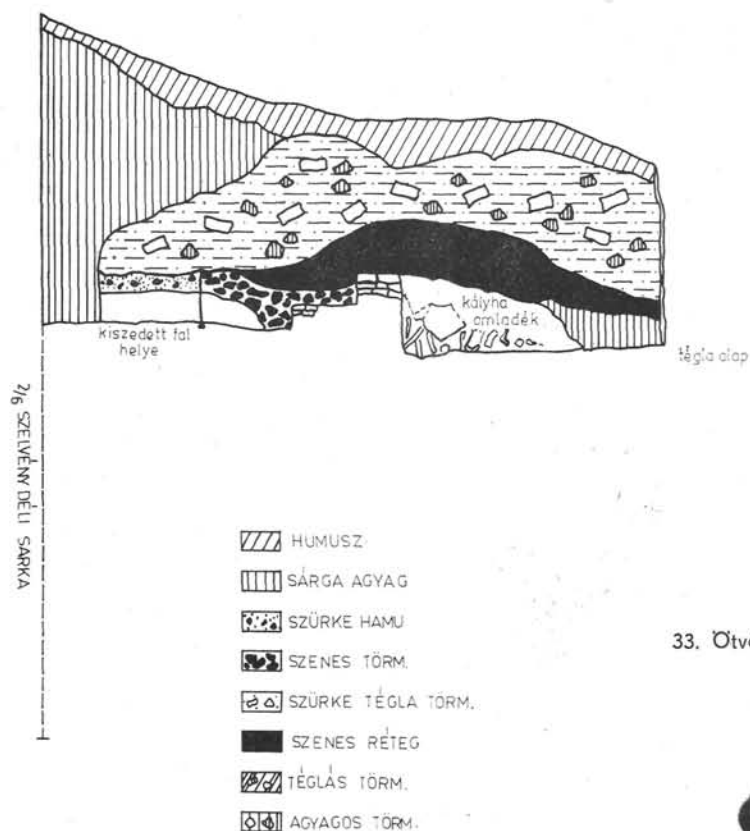 kiszedett fal
helye
kályha
omladék
tégla alap
2/6 SZELVÉNY DÉLI SARKA
HUMUSZ
SÁRGA AGYAG
SZÜRKE HAMU
SZENES TÖRM.
SZÜRKE TÉGLA TÖRM.
SZENES RÉTEG
TÉGLÁS TÖRM.
AGYAGOS TÖRM.
33.